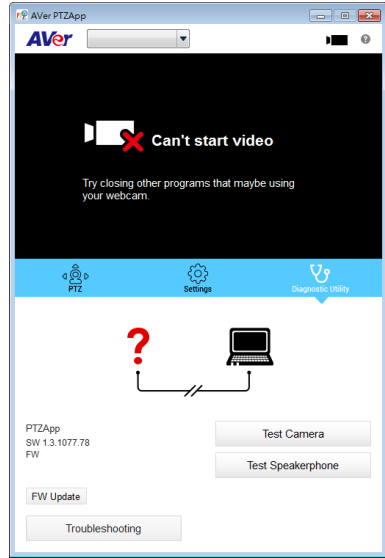 AVer PTZApp
AVer
?
Can't start video
Try closing other programs that maybe using
your webcam.
PTZ
Settings
Diagnostic Utility
?
PTZApp
SW 1.3.1077.78
FW
Test Camera
Test Speakerphone
FW Update
Troubleshooting